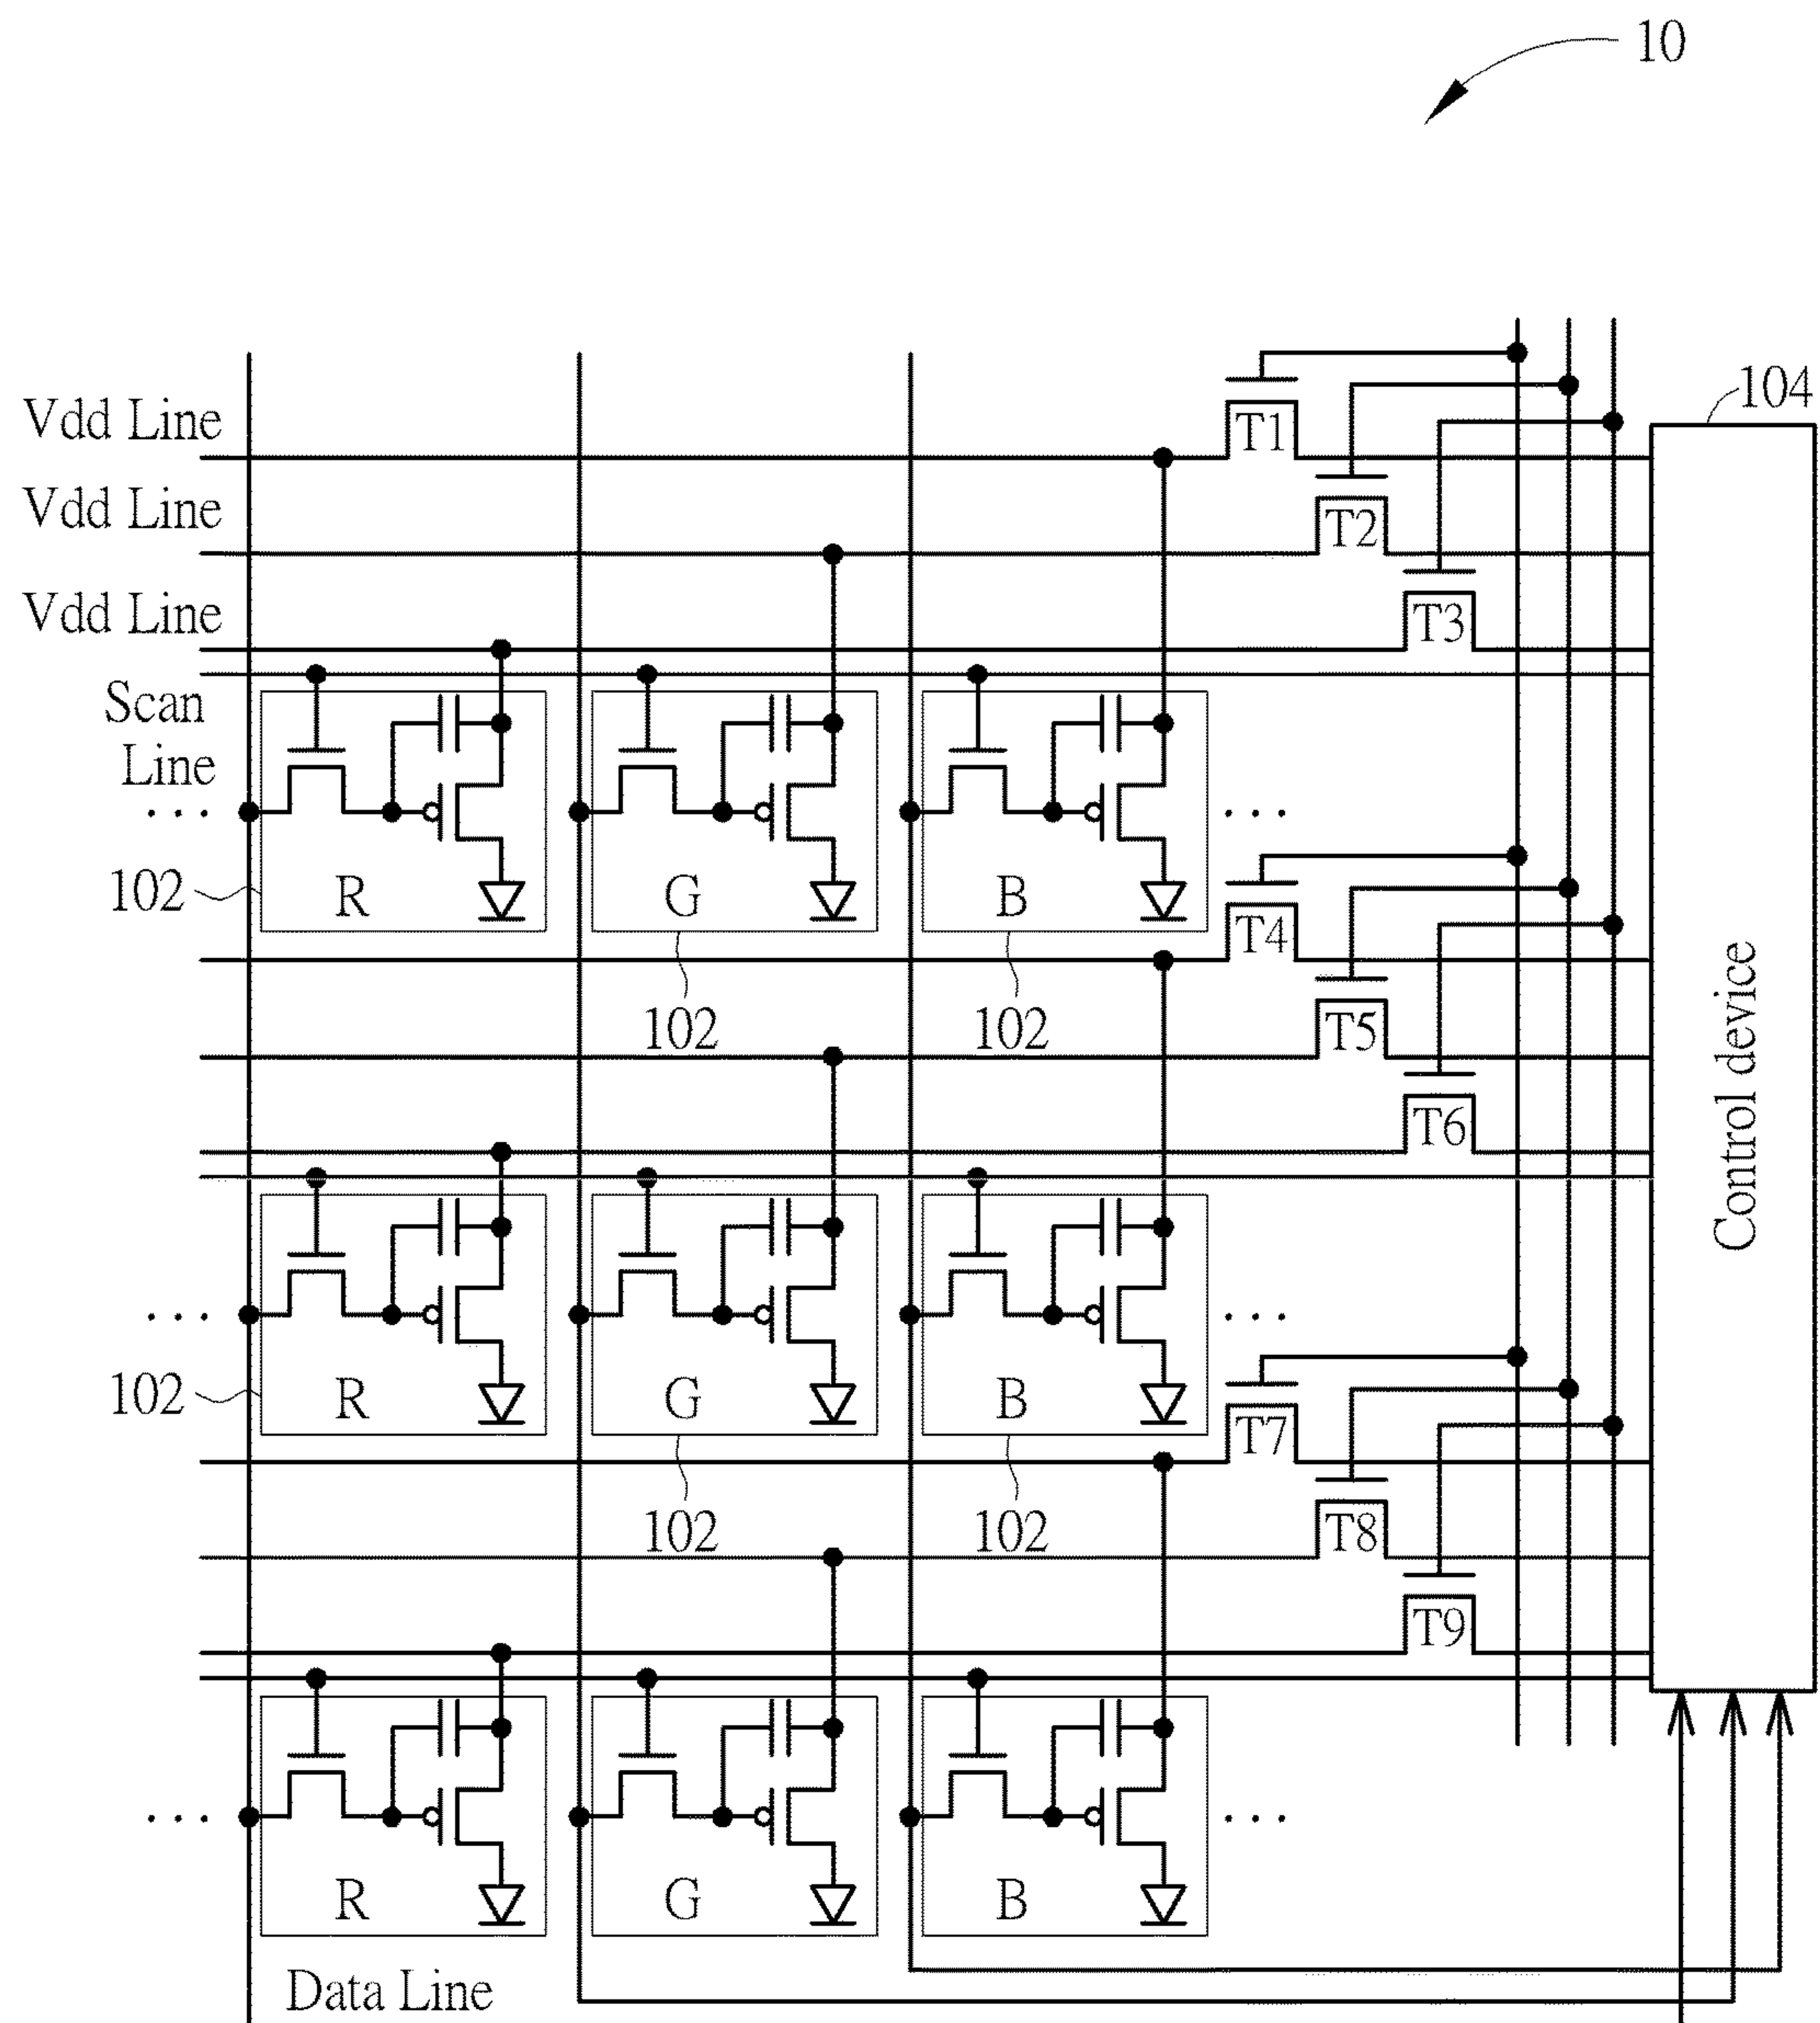 10
104
Vdd Line
T1
Vdd Line
T2
Vdd Line
T3
Scan
Line
...
...
102
R
G
B
T4
102
102
T5
Control device
T6
...
...
102
R
G
B
T7
102
102
T8
T9
...
...
R
G
B
Data Line